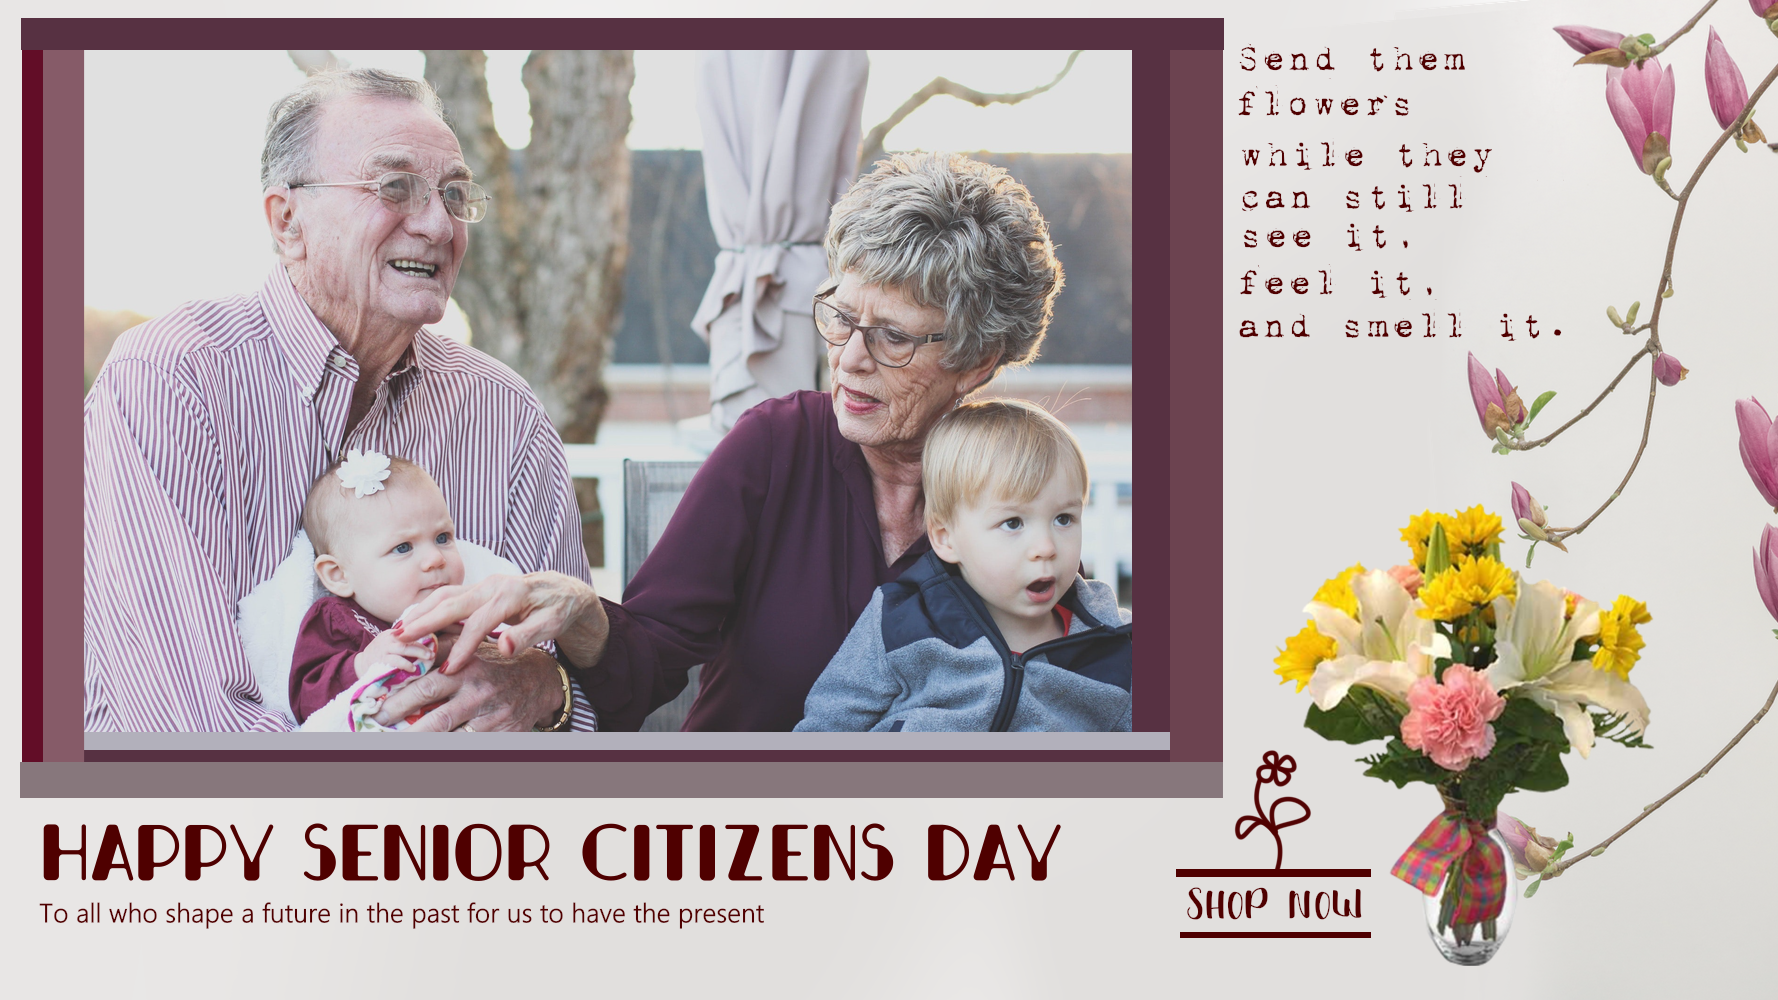 Send them
flowers
while they
can still
see it,
feel it,
and smell it.
HAPPY SENIOR CITIZENS DAY
To all who shape a future in the past for us to have the present
SHOP NOW